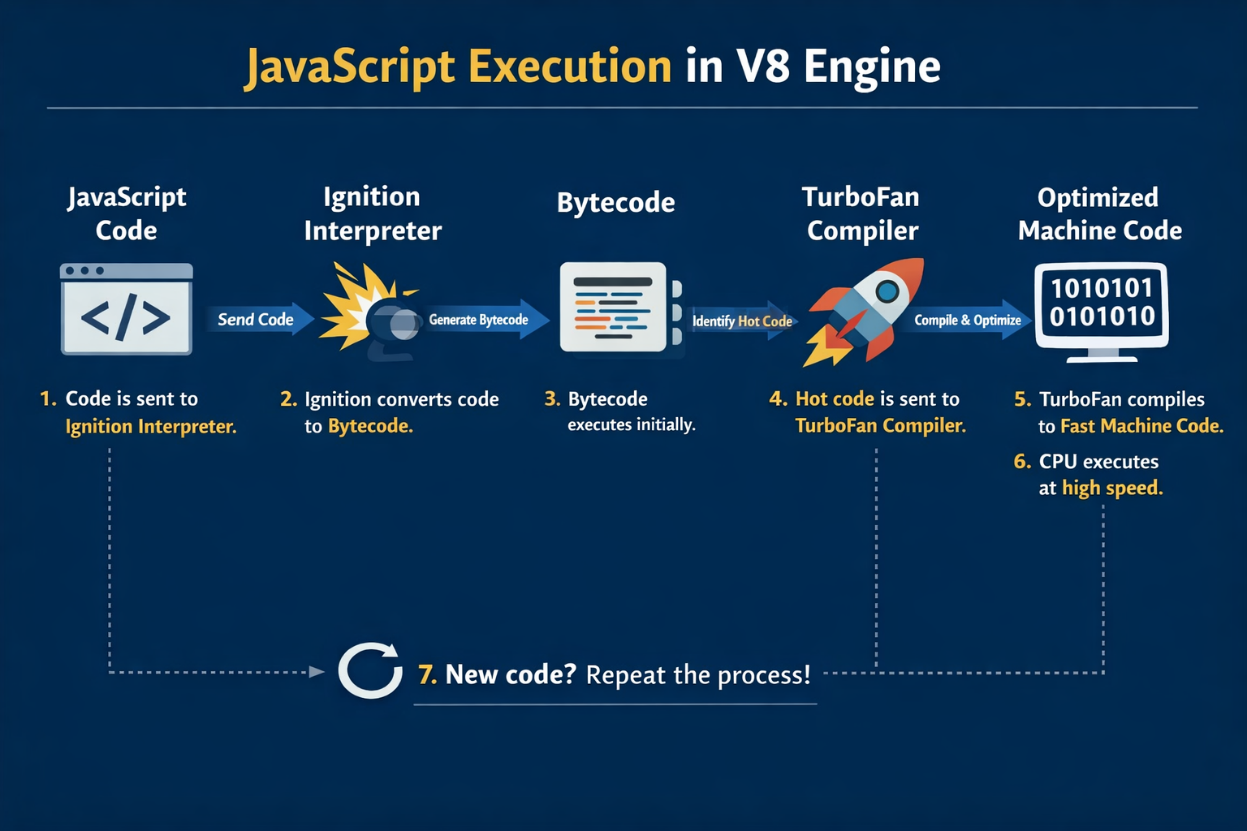 JavaScript Execution in V8 Engine
JavaScript
Code
Ignition
Interpreter
Bytecode
TurboFan
Compiler
Optimized
Machine Code
</>
1010101
0101010
Send Code
Generate Bytecode
Identify Hot Code
Compile & Optimize
1. Code is sent to
Ignition Interpreter.
2. Ignition converts code
to Bytecode.
3. Bytecode
executes initially.
4. Hot code is sent to
TurboFan Compiler.
5. TurboFan compiles
to Fast Machine Code.
6. CPU executes
at high speed.
7. New code? Repeat the process!